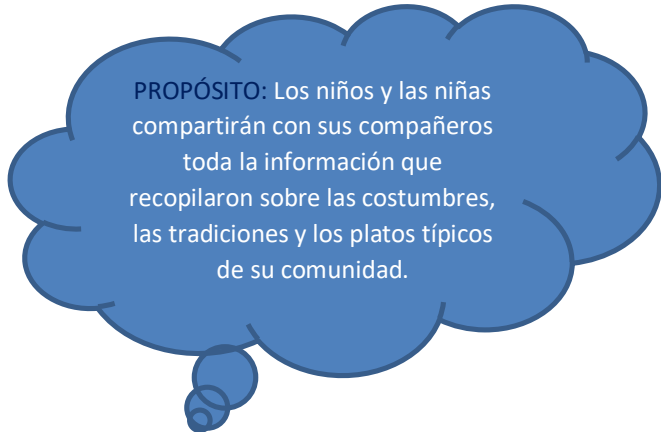 PROPÓSITO: Los niños y las niñas
compartirán con sus compañeros
toda la información que
recopilaron sobre las costumbres,
las tradiciones y los platos típicos
de su comunidad.